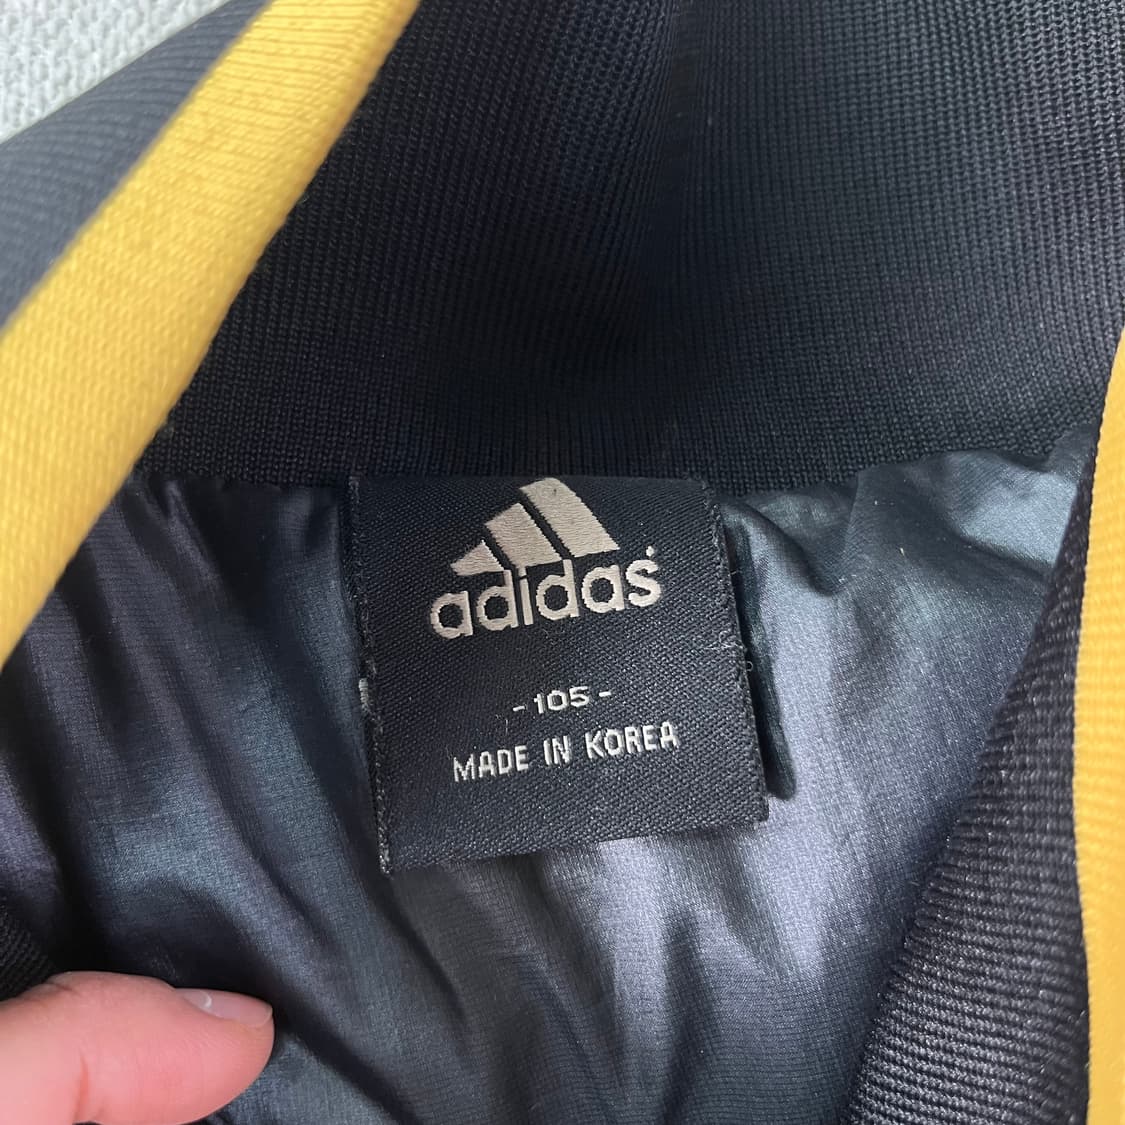 adidas
- 105 -
MADE IN KOREA